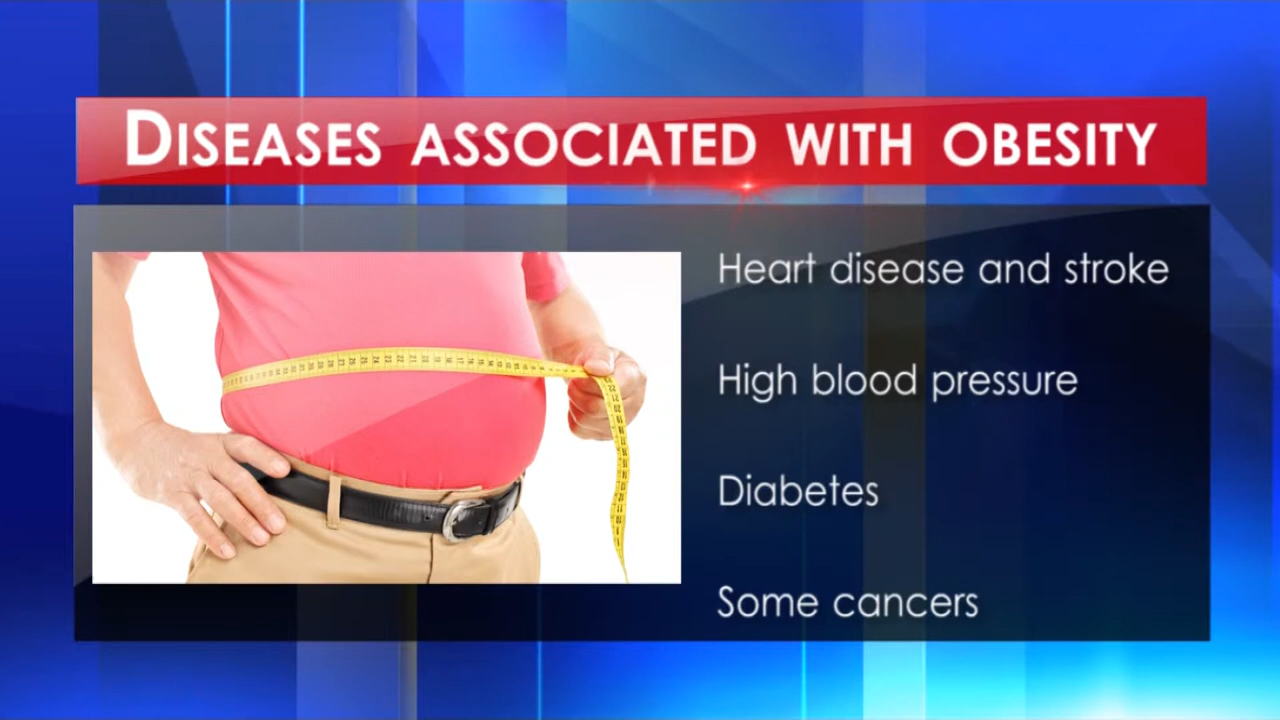 Diseases associated with obesity
Heart disease and stroke
High blood pressure
Diabetes
Some cancers